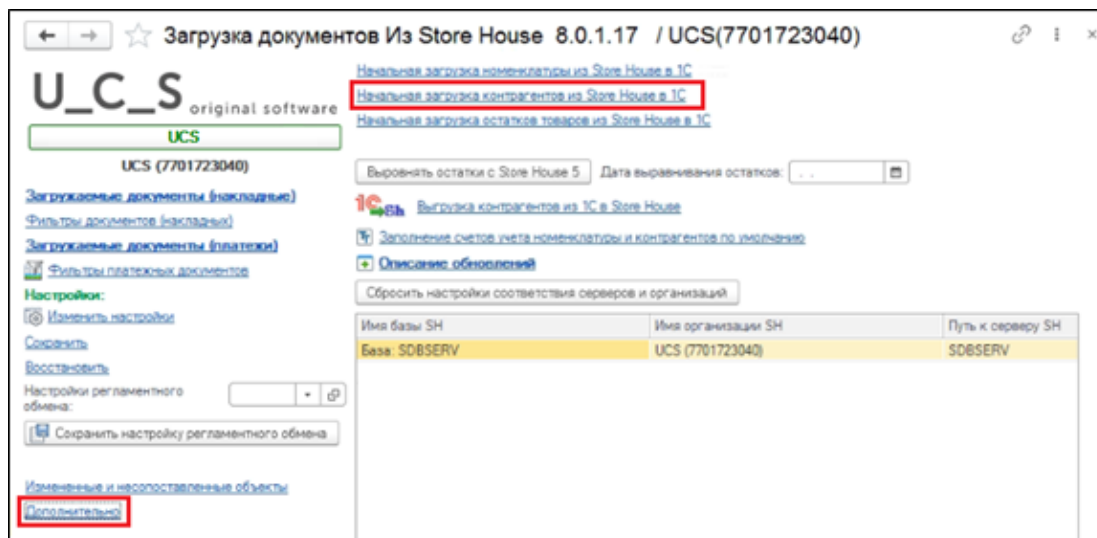 Загрузка документов Из Store House 8.0.1.17 / UCS(7701723040)
U_C_S original software
UCS
UCS (7701723040)
Загружаемые документы (накладные)
Фильтры документов (накладных)
Загружаемые документы (платежи)
Фильтры платежных документов
Настройки:
Изменить настройки
Сохранить
Восстановить
Настройки регламентного
обмена:
Сохранить настройку регламентного обмена
Измененные и несопоставленные объекты
Дополнительно
Начальная загрузка номенклатуры из Store House в 1С
Начальная загрузка контрагентов из Store House в 1С
Начальная загрузка остатков товаров из Store House в 1С
Выровнять остатки с Store House 5 Дата выравнивания остатков: . .
1С Sh Выгрузка контрагентов из 1С в Store House
Заполнение счетов учета номенклатуры и контрагентов по умолчанию
Описание обновлений
Сбросить настройки соответствия серверов и организаций
Имя базы SH Имя организации SH Путь к серверу SH
База: SDBSERV UCS (7701723040) SDBSERV